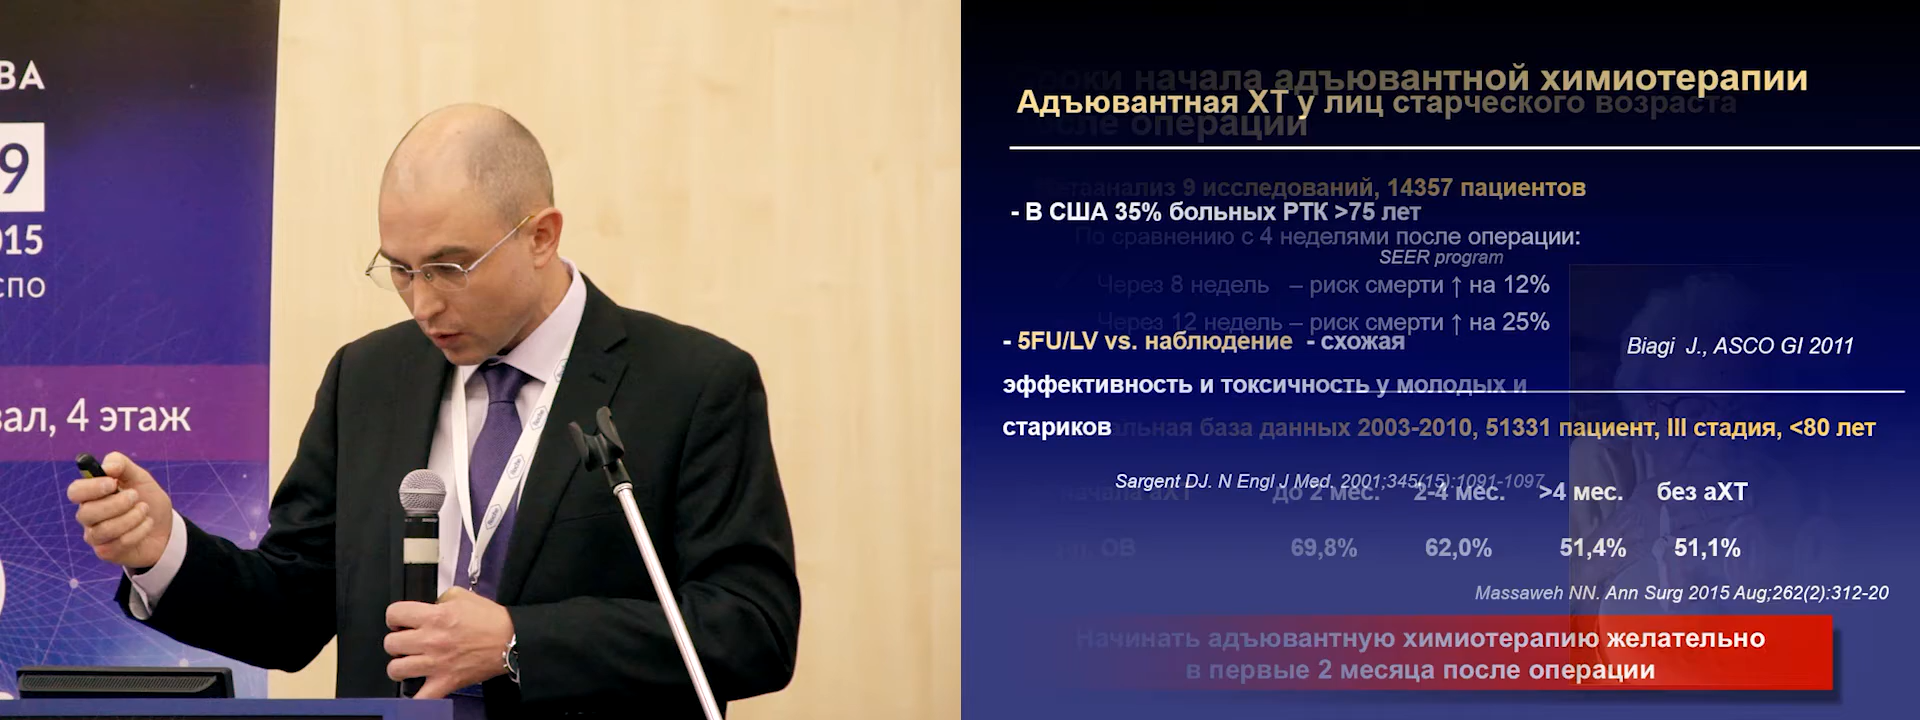 ВА
9
015
спо
зал, 4 этаж
Roche
сроки начала адъювантной химиотерапии
после операции
Адъювантная ХТ у лиц старческого возраста
Метаанализ 9 исследований, 14357 пациентов
- В США 35% больных РТК >75 лет
По сравнению с 4 неделями после операции:
SEER program
Через 8 недель – риск смерти ↑ на 12%
Через 12 недель – риск смерти ↑ на 25%
- 5FU/LV vs. наблюдение - схожая
Biagi J., ASCO GI 2011
эффективность и токсичность у молодых и
стариков
база данных 2003-2010, 51331 пациент, III стадия, <80 лет
Sargent DJ. N Engl J Med. 2001;345(15):1091-1097
начала аХТ до 2 мес. 2-4 мес. >4 мес. без аХТ
ОВ 69,8% 62,0% 51,4% 51,1%
Massaweh NN. Ann Surg 2015 Aug;262(2):312-20
Начинать адъювантную химиотерапию желательно
в первые 2 месяца после операции